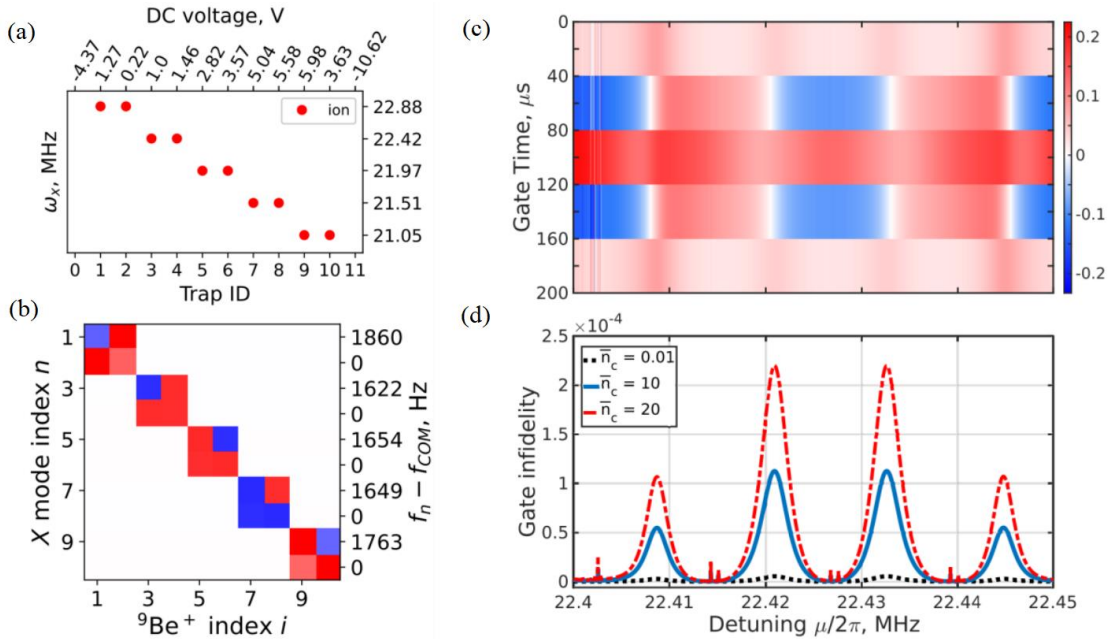 (a)
DC voltage, V
-4.37 1.27 0.22 1.0 1.46 2.82 3.57 5.04 5.58 5.98 3.63 -10.62
ion
22.88
22.42
21.97
21.51
21.05
ωx, MHz
0 1 2 3 4 5 6 7 8 9 10 11
Trap ID
(b)
X mode index n
1
3
5
7
9
1860
0
1622
0
1654
0
1649
0
1763
0
fn − fCOM, Hz
1 3 5 7 9
9Be+ index i
(c)
Gate Time, μs
0
40
80
120
160
200
0.2
0.1
0
-0.1
-0.2
(d)
×10-4
Gate infidelity
2.5
2
1.5
1
0.5
0
n̄c = 0.01
n̄c = 10
n̄c = 20
22.4 22.41 22.42 22.43 22.44 22.45
Detuning μ/2π, MHz